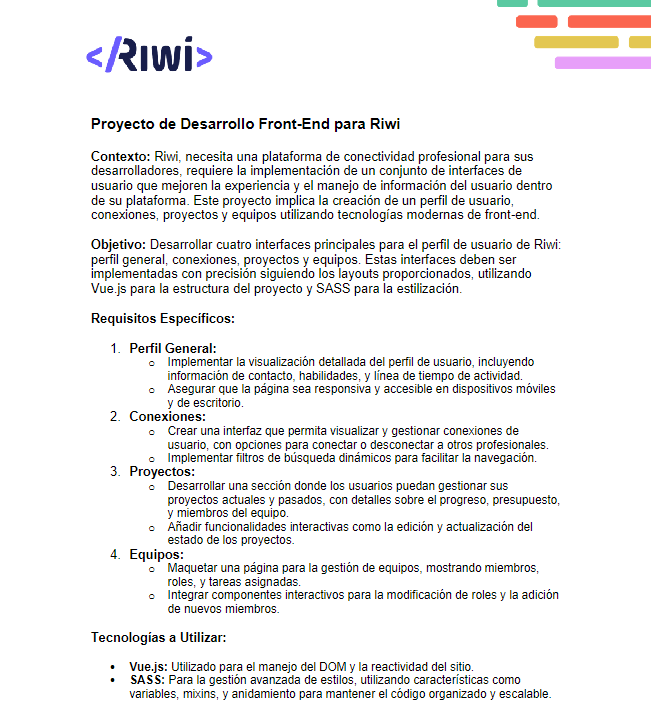 </RIWI>
Proyecto de Desarrollo Front-End para Riwi
Contexto: Riwi, necesita una plataforma de conectividad profesional para sus
desarrolladores, requiere la implementación de un conjunto de interfaces de
usuario que mejoren la experiencia y el manejo de información del usuario dentro
de su plataforma. Este proyecto implica la creación de un perfil de usuario,
conexiones, proyectos y equipos utilizando tecnologías modernas de front-end.
Objetivo: Desarrollar cuatro interfaces principales para el perfil de usuario de Riwi:
perfil general, conexiones, proyectos y equipos. Estas interfaces deben ser
implementadas con precisión siguiendo los layouts proporcionados, utilizando
Vue.js para la estructura del proyecto y SASS para la estilización.
Requisitos Específicos:
1. Perfil General:
o Implementar la visualización detallada del perfil de usuario, incluyendo
información de contacto, habilidades, y línea de tiempo de actividad.
o Asegurar que la página sea responsiva y accesible en dispositivos móviles
y de escritorio.
2. Conexiones:
o Crear una interfaz que permita visualizar y gestionar conexiones de
usuario, con opciones para conectar o desconectar a otros profesionales.
o Implementar filtros de búsqueda dinámicos para facilitar la navegación.
3. Proyectos:
o Desarrollar una sección donde los usuarios puedan gestionar sus
proyectos actuales y pasados, con detalles sobre el progreso, presupuesto,
y miembros del equipo.
o Añadir funcionalidades interactivas como la edición y actualización del
estado de los proyectos.
4. Equipos:
o Maquetar una página para la gestión de equipos, mostrando miembros,
roles, y tareas asignadas.
o Integrar componentes interactivos para la modificación de roles y la adición
de nuevos miembros.
Tecnologías a Utilizar:
• Vue.js: Utilizado para el manejo del DOM y la reactividad del sitio.
• SASS: Para la gestión avanzada de estilos, utilizando características como
variables, mixins, y anidamiento para mantener el código organizado y escalable.